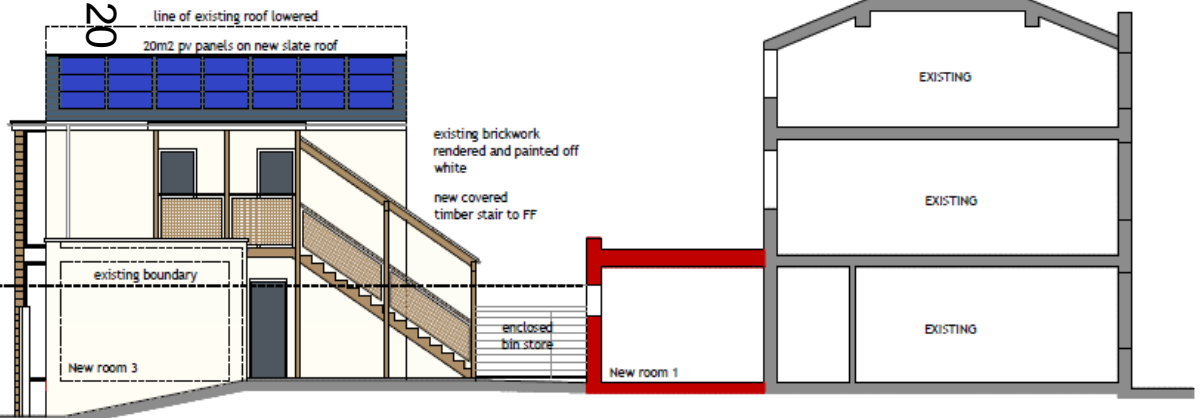 20
line of existing roof lowered
20m2 pv panels on new slate roof
existing brickwork
rendered and painted off
white
new covered
timber stair to FF
existing boundary
New room 3
enclosed
bin store
New room 1
EXISTING
EXISTING
EXISTING